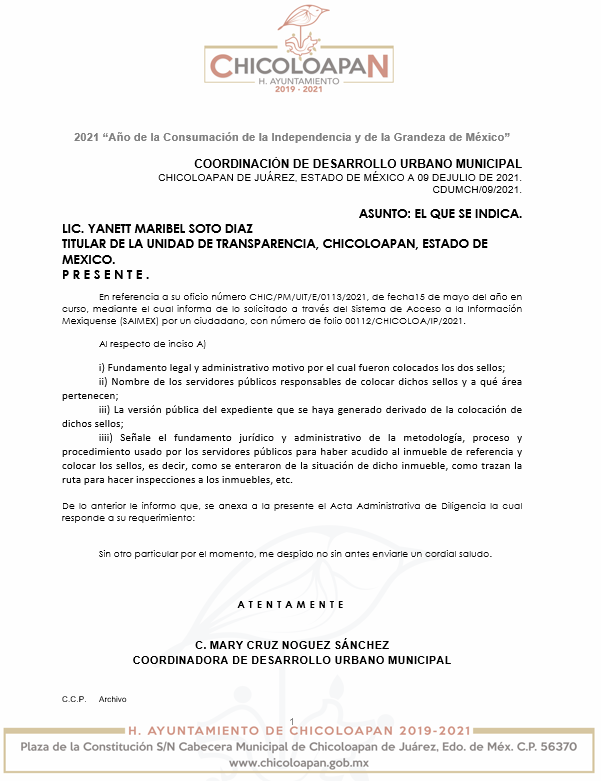 CHICOLOAPAN
H. AYUNTAMIENTO
2019 - 2021
2021 “Año de la Consumación de la Independencia y de la Grandeza de México”
COORDINACIÓN DE DESARROLLO URBANO MUNICIPAL
CHICOLOAPAN DE JUÁREZ, ESTADO DE MÉXICO A 09 DEJULIO DE 2021.
CDUMCH/09/2021.
ASUNTO: EL QUE SE INDICA.
LIC. YANETT MARIBEL SOTO DIAZ
TITULAR DE LA UNIDAD DE TRANSPARENCIA, CHICOLOAPAN, ESTADO DE
MEXICO.
P R E S E N T E .
En referencia a su oficio número CHIC/PM/UIT/E/0113/2021, de fecha15 de mayo del año en
curso, mediante el cual informa de lo solicitado a través del Sistema de Acceso a la Información
Mexiquense (SAIMEX) por un ciudadano, con número de folio 00112/CHICOLOA/IP/2021.
Al respecto de inciso A)
i) Fundamento legal y administrativo motivo por el cual fueron colocados los dos sellos;
ii) Nombre de los servidores públicos responsables de colocar dichos sellos y a qué área
pertenecen;
iii) La versión pública del expediente que se haya generado derivado de la colocación de
dichos sellos;
iiii) Señale el fundamento jurídico y administrativo de la metodología, proceso y
procedimiento usado por los servidores públicos para haber acudido al inmueble de referencia y
colocar los sellos, es decir, como se enteraron de la situación de dicho inmueble, como trazan la
ruta para hacer inspecciones a los inmuebles, etc.
De lo anterior le informo que, se anexa a la presente el Acta Administrativa de Diligencia la cual
responde a su requerimiento:
Sin otro particular por el momento, me despido no sin antes enviarle un cordial saludo.
A T E N T A M E N T E
C. MARY CRUZ NOGUEZ SÁNCHEZ
COORDINADORA DE DESARROLLO URBANO MUNICIPAL
C.C.P. Archivo
1
H. AYUNTAMIENTO DE CHICOLOAPAN 2019-2021
Plaza de la Constitución S/N Cabecera Municipal de Chicoloapan de Juárez, Edo. de Méx. C.P. 56370
www.chicoloapan.gob.mx